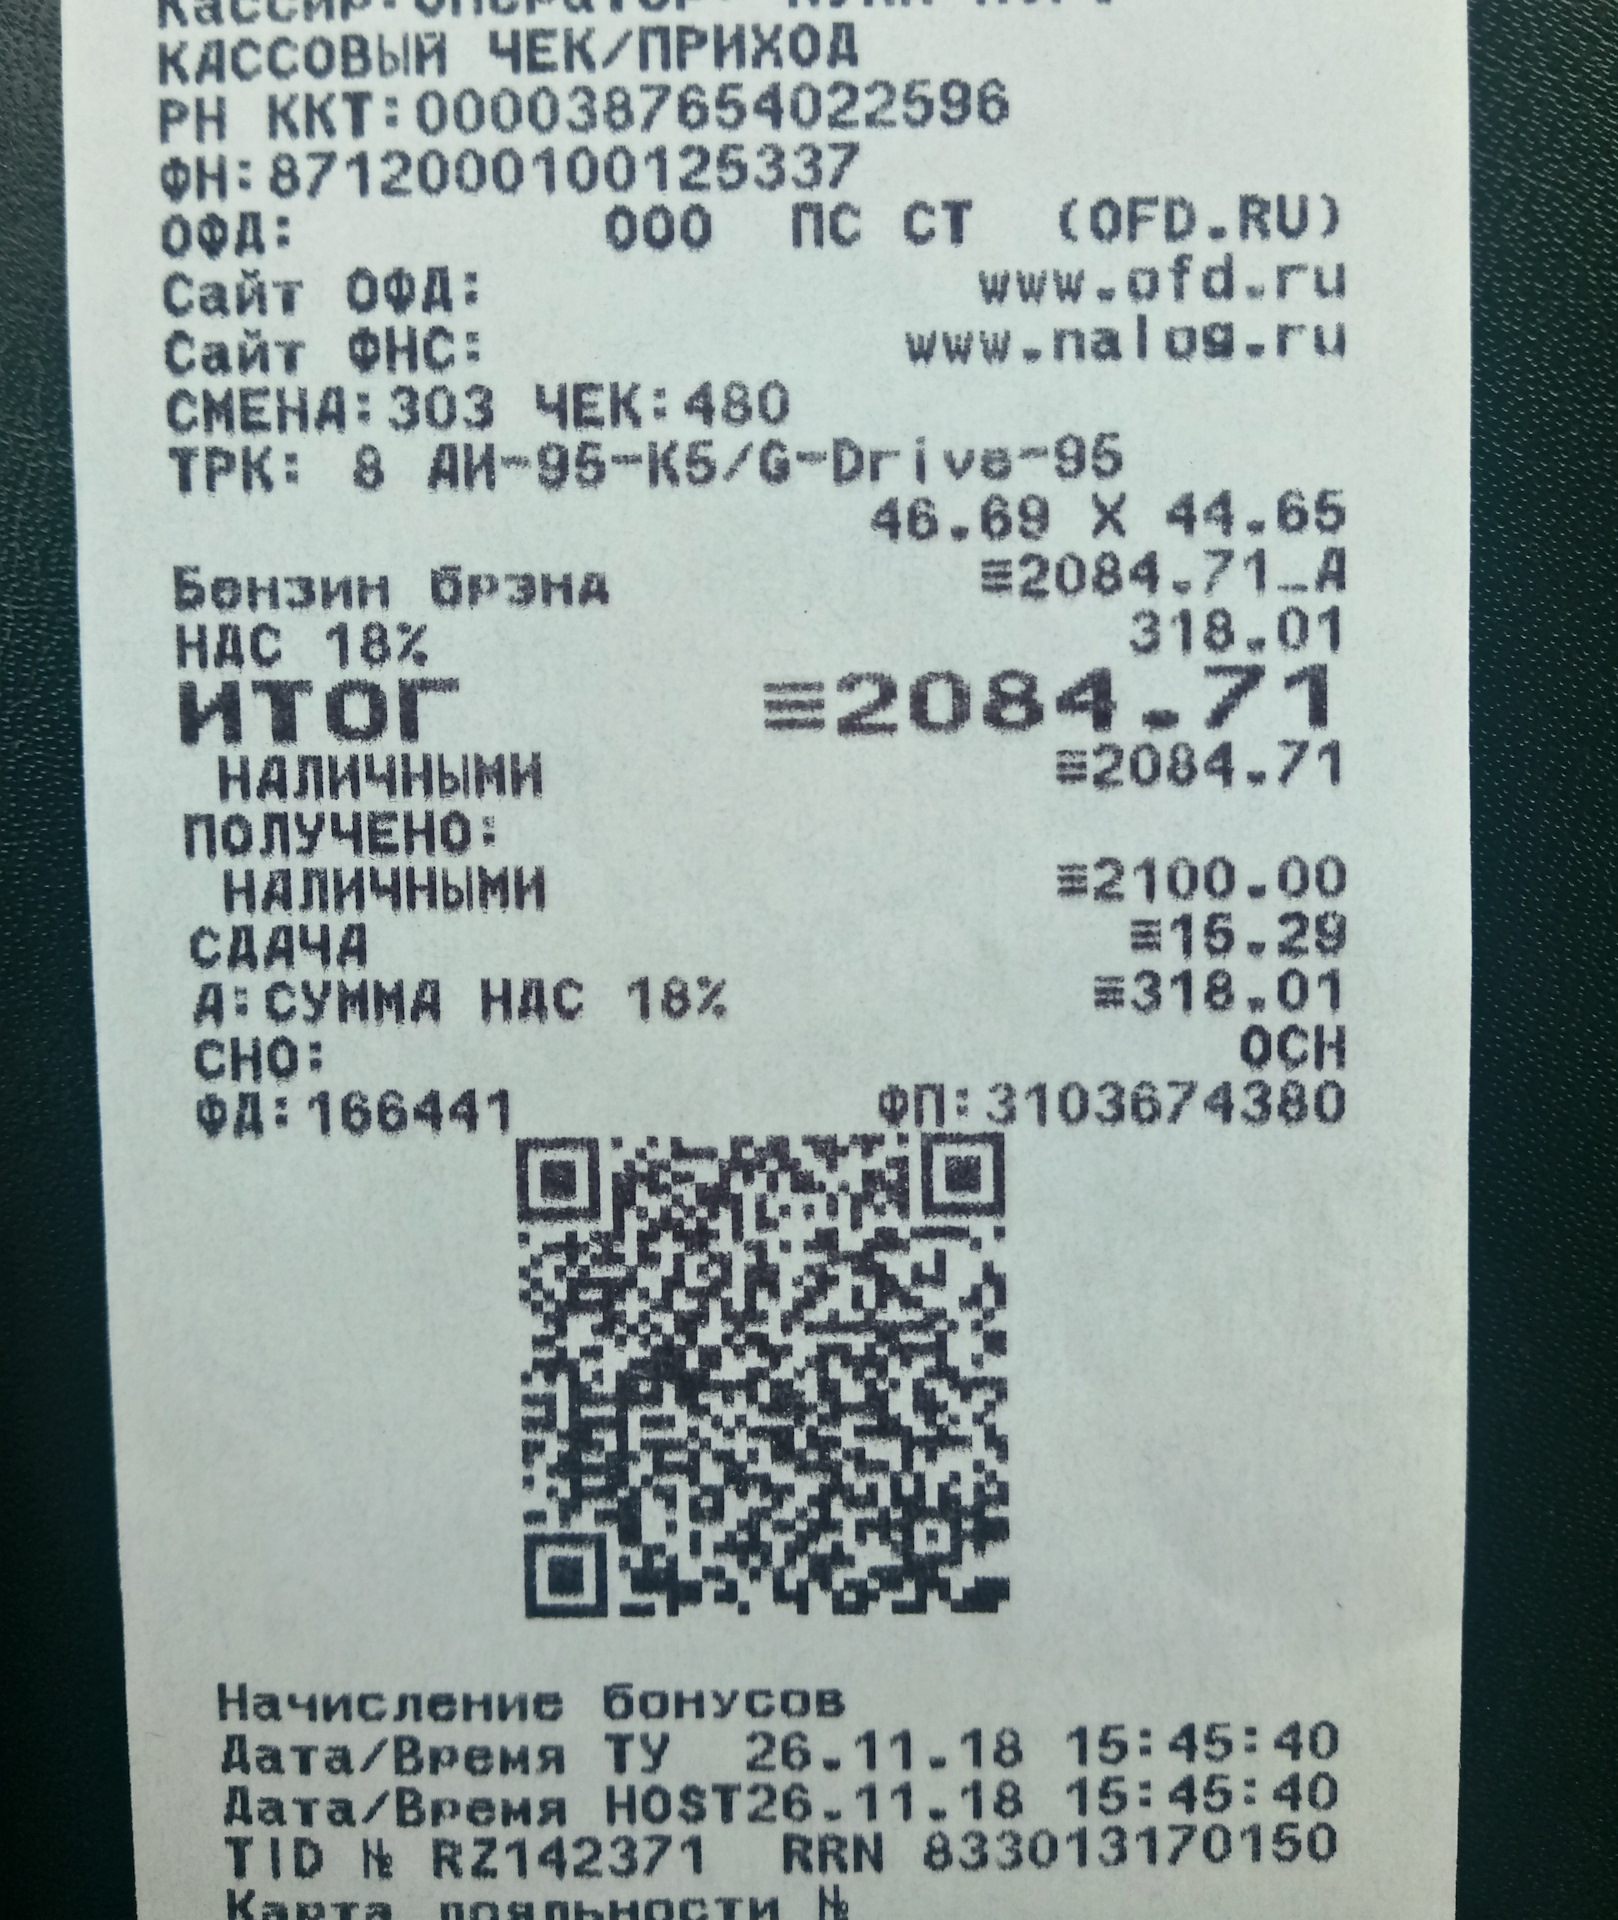 Кассир-оператор:
КАССОВЫЙ ЧЕК/ПРИХОД
РН ККТ:0000387654022596
ФН:8712000100125337
ОФД: ООО ПС СТ (OFD.RU)
Сайт ОФД: www.ofd.ru
Сайт ФНС: www.nalog.ru
СМЕНА:303 ЧЕК:480
ТРК: 8 АИ-95-К5/G-Drive-95
46.69 X 44.65
Бензин брэнд ≡2084.71_А
НДС 18% 318.01
ИТОГ ≡2084.71
НАЛИЧНЫМИ ≡2084.71
ПОЛУЧЕНО:
НАЛИЧНЫМИ ≡2100.00
СДАЧА ≡15.29
А:СУММА НДС 18% ≡318.01
СНО: ОСН
ФД:166441 ФП:3103674380
Начисление бонусов
Дата/Время ТУ 26.11.18 15:45:40
Дата/Время HOST26.11.18 15:45:40
TID № RZ142371 RRN 833013170150
Карта лояльности №